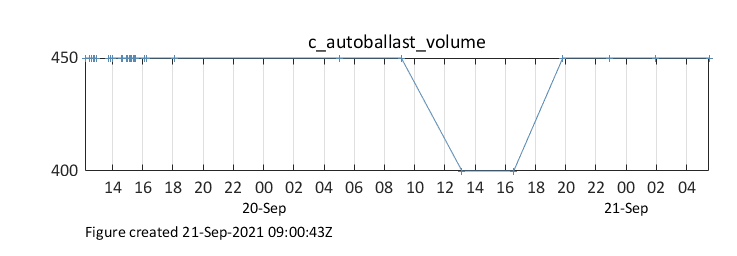 c_autoballast_volume
450
400
14 16 18 20 22 00 02 04 06 08 10 12 14 16 18 20 22 00 02 04
20-Sep 21-Sep
Figure created 21-Sep-2021 09:00:43Z